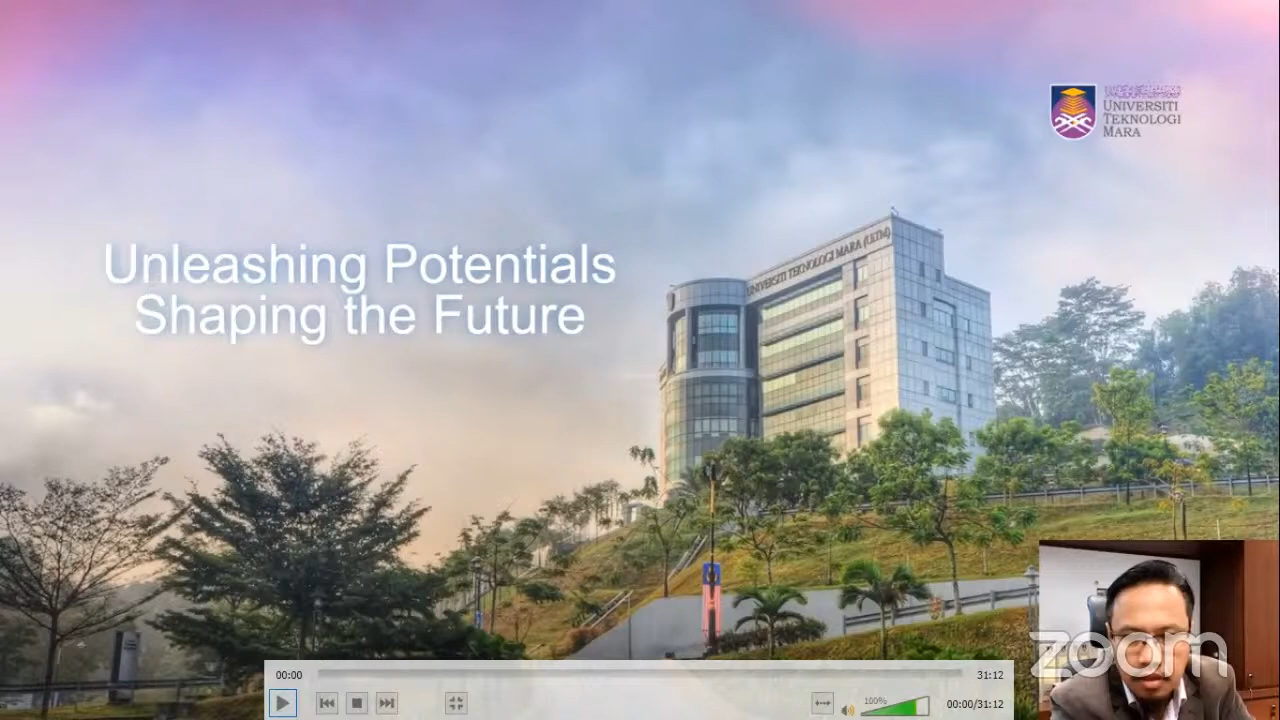 UNIVERSITI
TEKNOLOGI
MARA
Unleashing Potentials
Shaping the Future
UNIVERSITI TEKNOLOGI MARA (UiTM)
zoom
00:00
31:12
100%
00:00/31:12